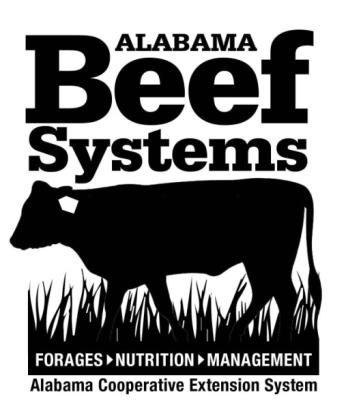 ALABAMA
Beef
Systems
FORAGES ▸ NUTRITION ▸ MANAGEMENT
Alabama Cooperative Extension System